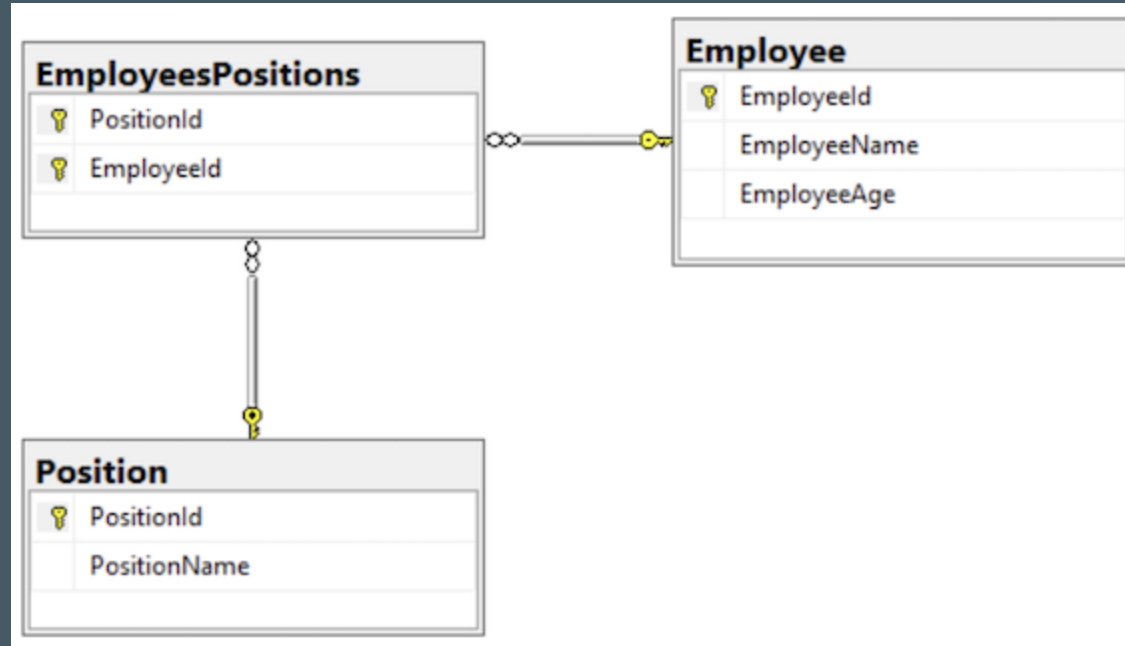 EmployeesPositions
PositionId
EmployeeId
Employee
EmployeeId
EmployeeName
EmployeeAge
Position
PositionId
PositionName